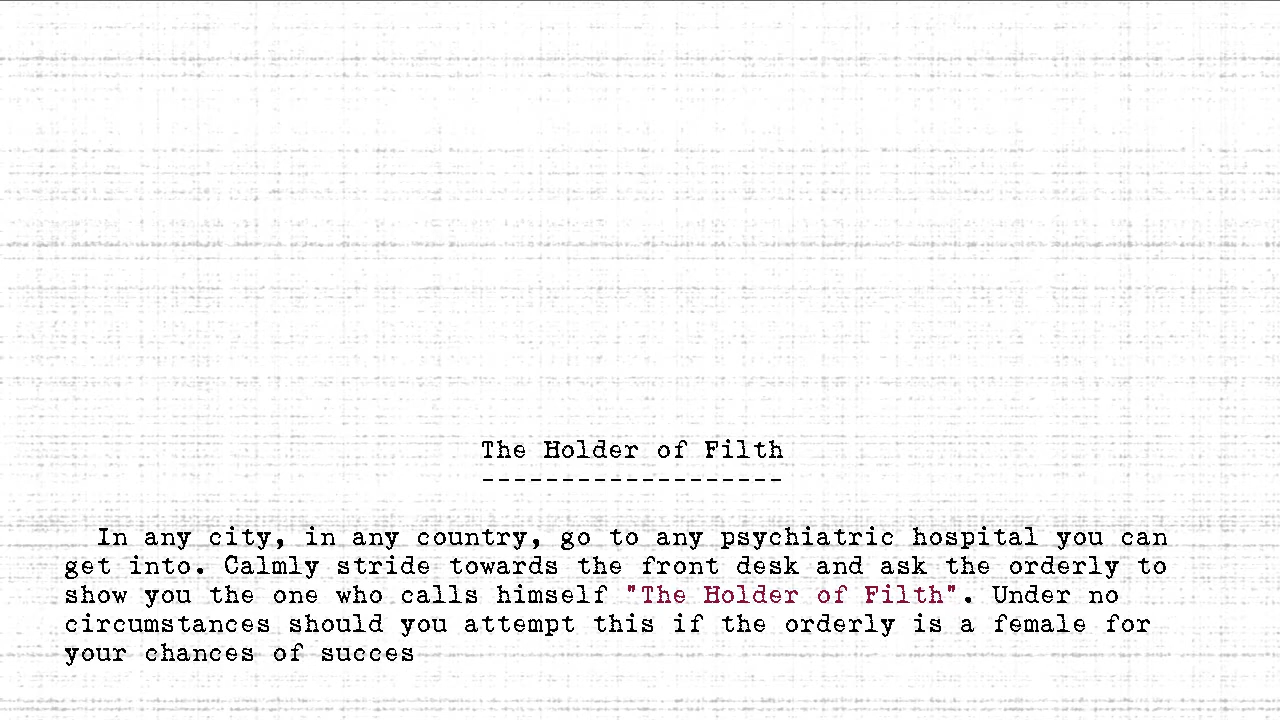 The Holder of Filth
-------------------
In any city, in any country, go to any psychiatric hospital you can
get into. Calmly stride towards the front desk and ask the orderly to
show you the one who calls himself "The Holder of Filth". Under no
circumstances should you attempt this if the orderly is a female for
your chances of succes